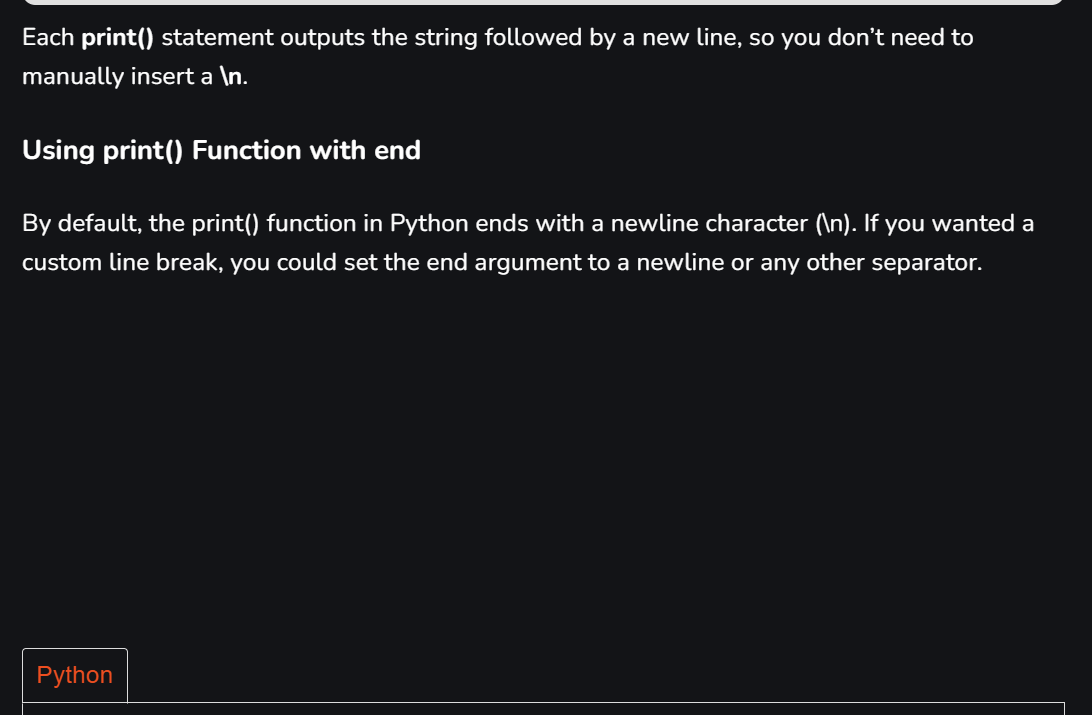 Each print() statement outputs the string followed by a new line, so you don’t need to
manually insert a \n.
Using print() Function with end
By default, the print() function in Python ends with a newline character (\n). If you wanted a
custom line break, you could set the end argument to a newline or any other separator.
Python